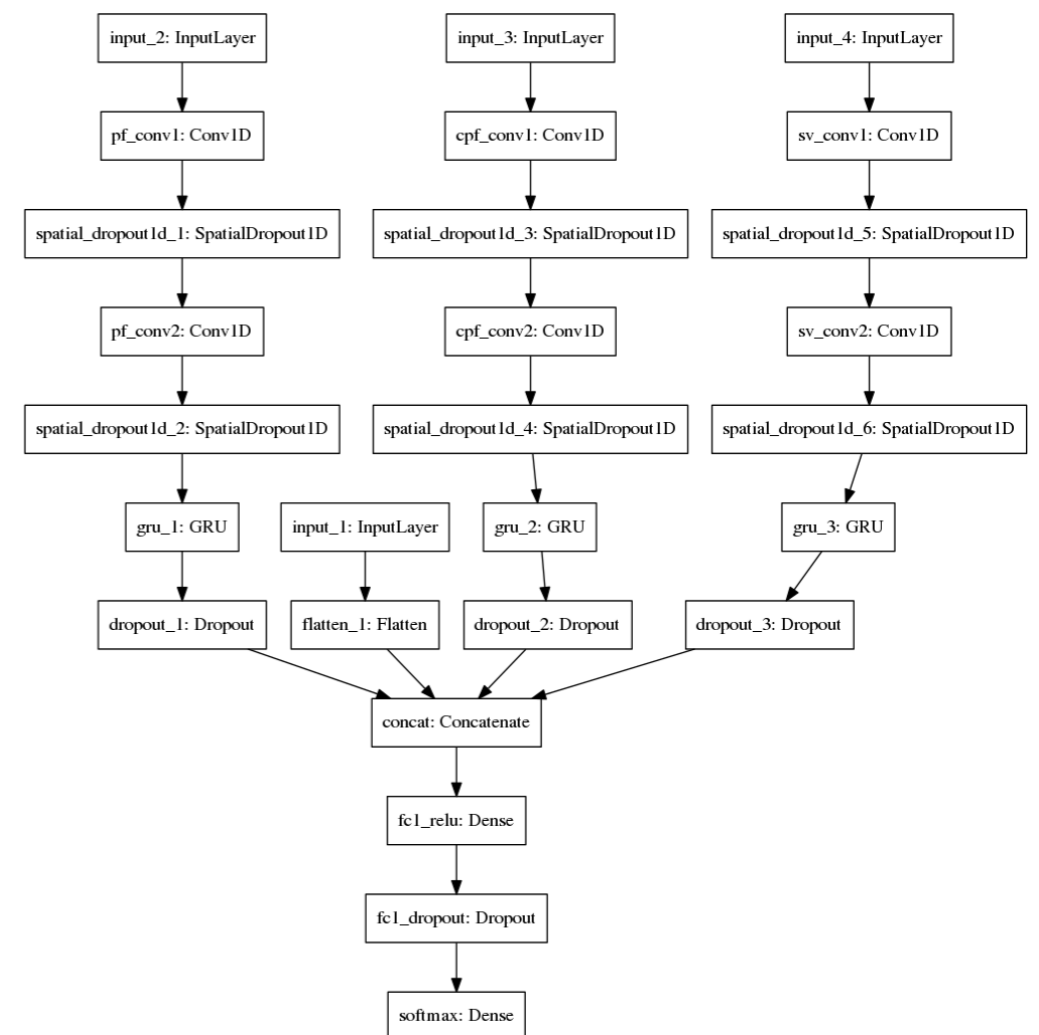 input_2: InputLayer
input_3: InputLayer
input_4: InputLayer
pf_conv1: Conv1D
cpf_conv1: Conv1D
sv_conv1: Conv1D
spatial_dropout1d_1: SpatialDropout1D
spatial_dropout1d_3: SpatialDropout1D
spatial_dropout1d_5: SpatialDropout1D
pf_conv2: Conv1D
cpf_conv2: Conv1D
sv_conv2: Conv1D
spatial_dropout1d_2: SpatialDropout1D
spatial_dropout1d_4: SpatialDropout1D
spatial_dropout1d_6: SpatialDropout1D
gru_1: GRU
input_1: InputLayer
gru_2: GRU
gru_3: GRU
dropout_1: Dropout
flatten_1: Flatten
dropout_2: Dropout
dropout_3: Dropout
concat: Concatenate
fc1_relu: Dense
fc1_dropout: Dropout
softmax: Dense